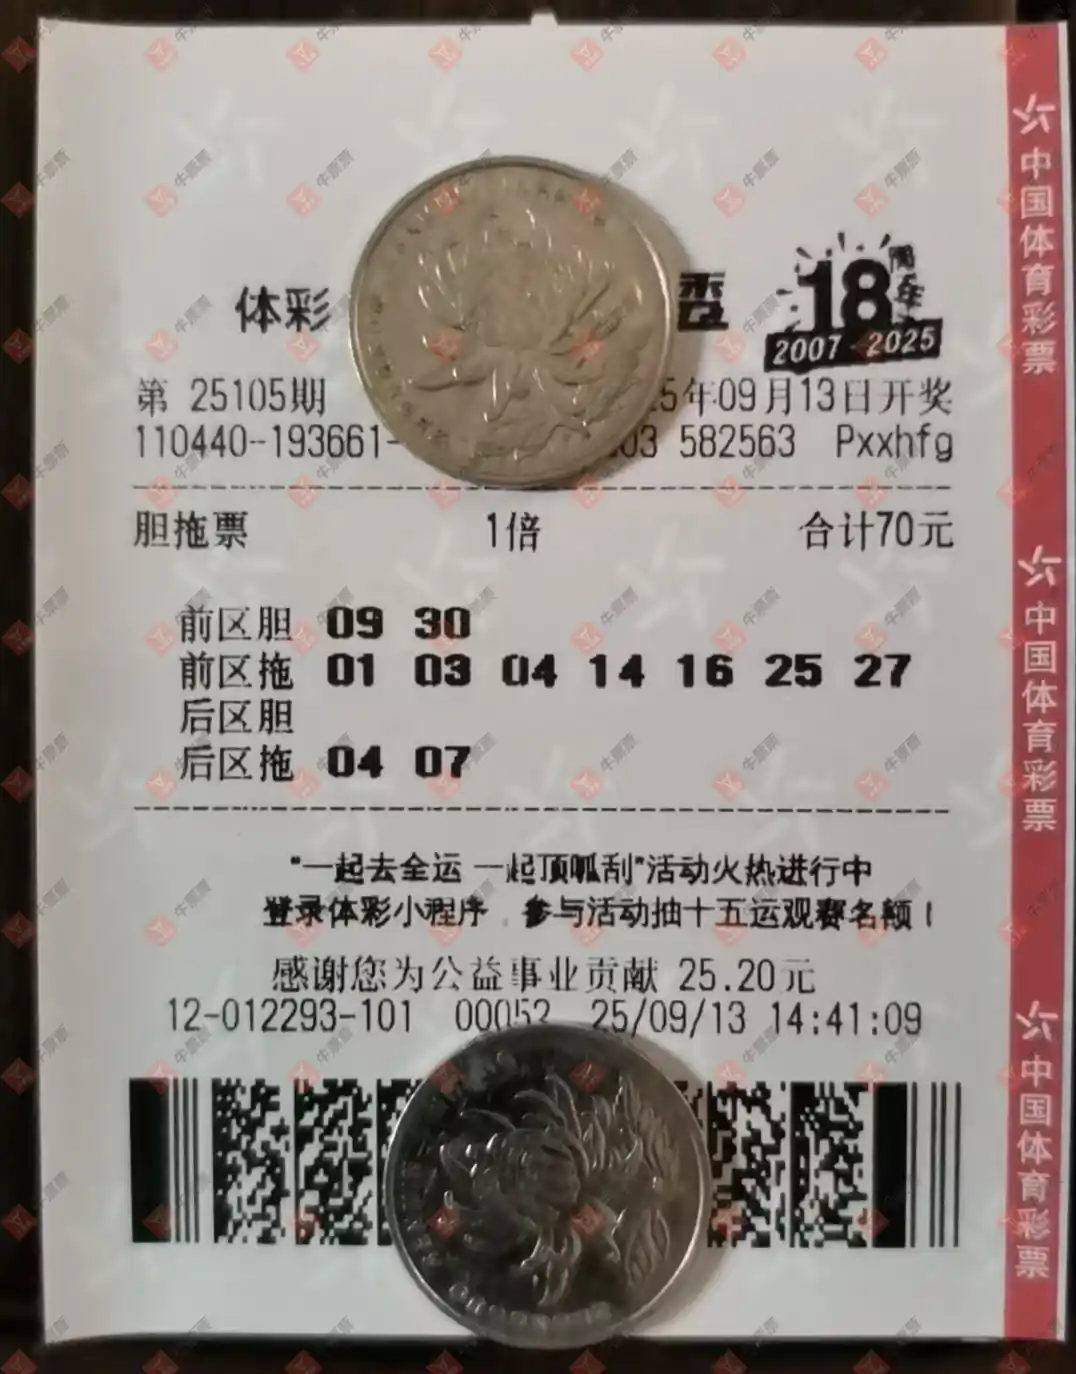 体彩
18周年
2007-2025
第 25105期 5年09月13日开奖
110440-193661- 03 582563 Pxxhfg
胆拖票 1倍 合计70元
前区胆 09 30
前区拖 01 03 04 14 16 25 27
后区胆
后区拖 04 07
"一起去全运 一起顶呱刮"活动火热进行中
登录体彩小程序，参与活动抽十五运观赛名额！
感谢您为公益事业贡献 25.20元
12-012293-101 00052 25/09/13 14:41:09
中国体育彩票
中国体育彩票
中国体育彩票
牛票票